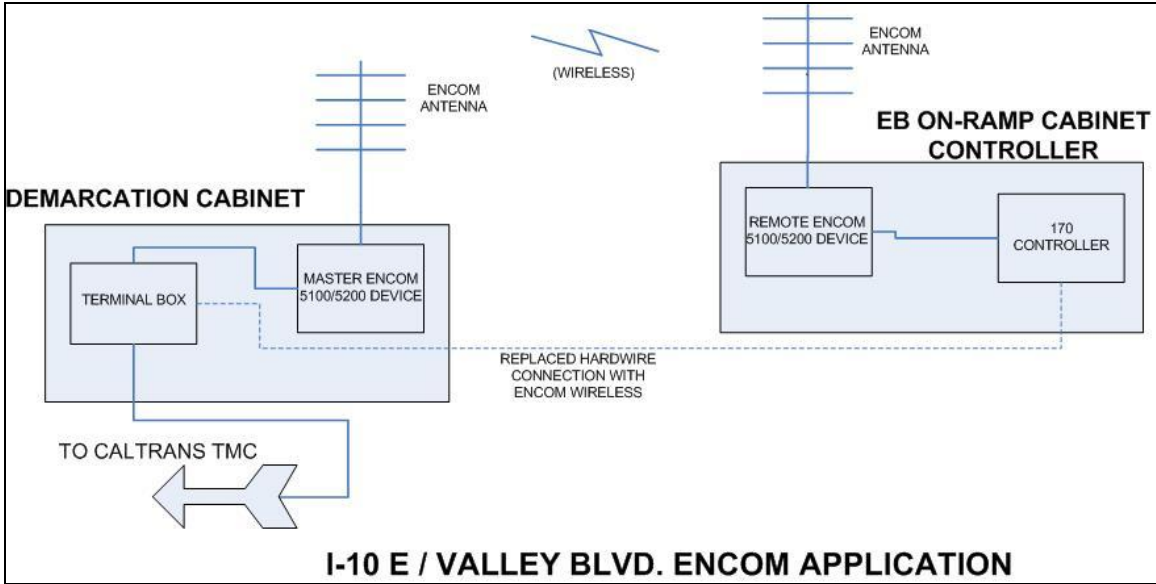 ENCOM
ANTENNA
(WIRELESS)
ENCOM
ANTENNA
EB ON-RAMP CABINET
CONTROLLER
DEMARCATION CABINET
REMOTE ENCOM
5100/5200 DEVICE
170
CONTROLLER
TERMINAL BOX
MASTER ENCOM
5100/5200 DEVICE
REPLACED HARDWIRE
CONNECTION WITH
ENCOM WIRELESS
TO CALTRANS TMC
I-10 E / VALLEY BLVD. ENCOM APPLICATION